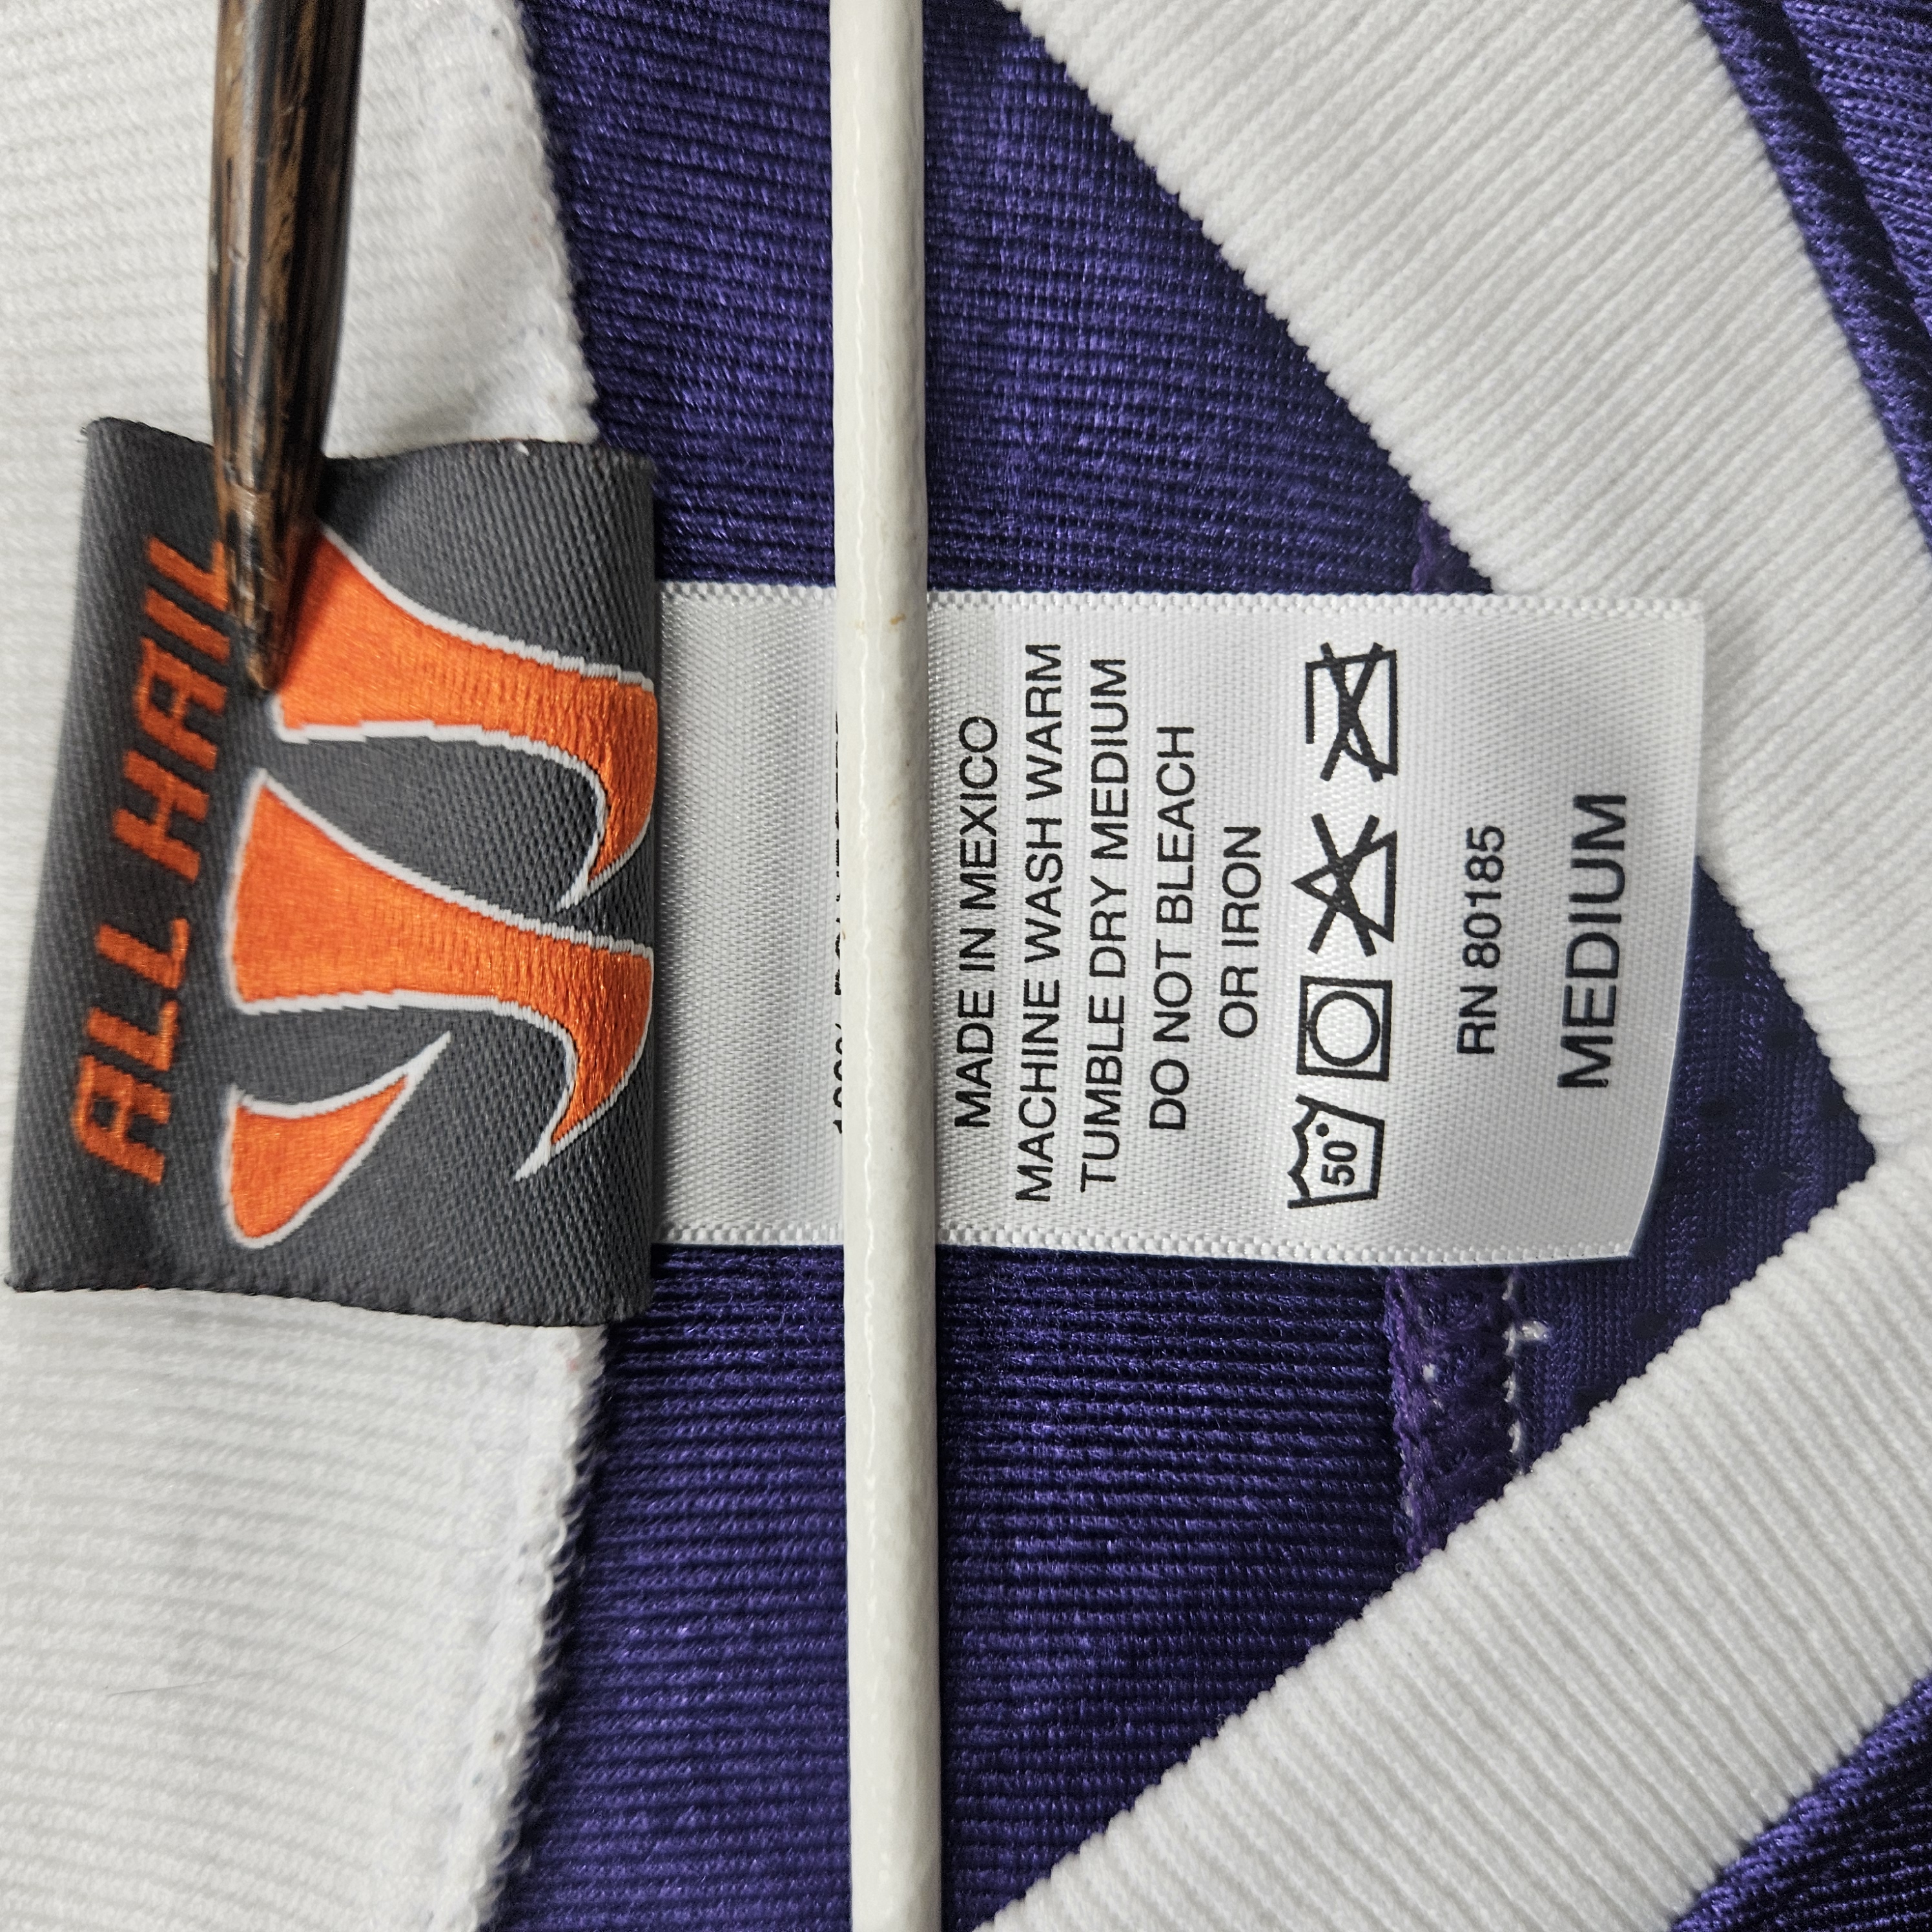 ALL HAIL
MADE IN MEXICO
MACHINE WASH WARM
TUMBLE DRY MEDIUM
DO NOT BLEACH
OR IRON
50°
RN 80185
MEDIUM